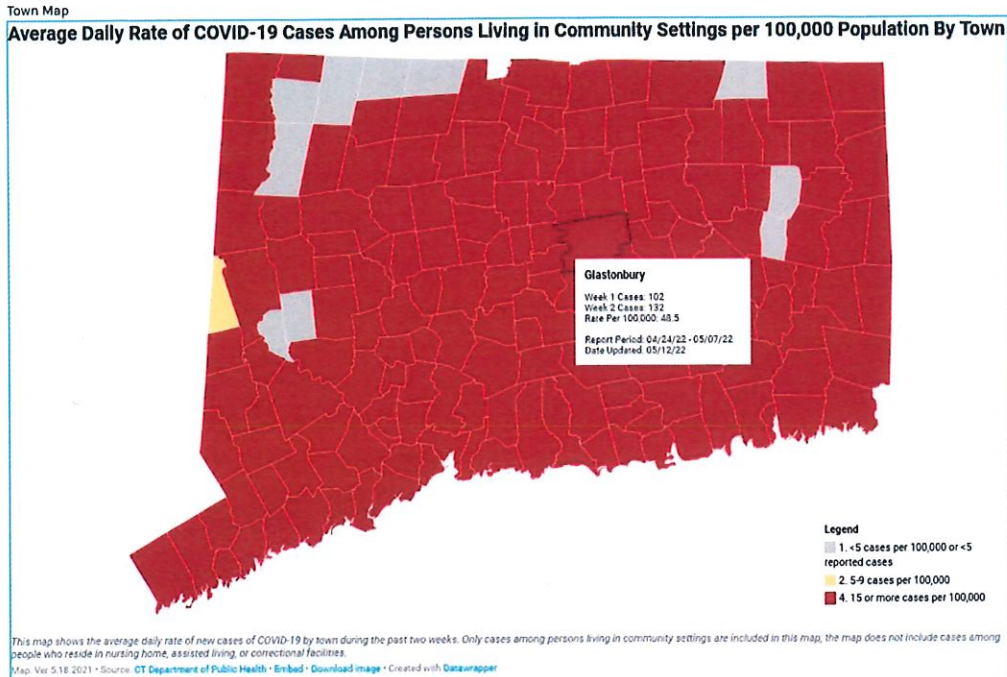 Town Map
Average Daily Rate of COVID-19 Cases Among Persons Living in Community Settings per 100,000 Population By Town
Glastonbury
Week 1 Cases: 102
Week 2 Cases: 132
Rate Per 100,000: 48.5
Report Period: 04/24/22 - 05/07/22
Date Updated: 05/12/22
Legend
1. <5 cases per 100,000 or <5
reported cases
2. 5-9 cases per 100,000
4. 15 or more cases per 100,000
This map shows the average daily rate of new cases of COVID-19 by town during the past two weeks. Only cases among persons living in community settings are included in this map; the map does not include cases among
people who reside in nursing home, assisted living, or correctional facilities.
Map: Ver 5.18.2021 • Source: CT Department of Public Health • Embed • Download image • Created with Datawrapper